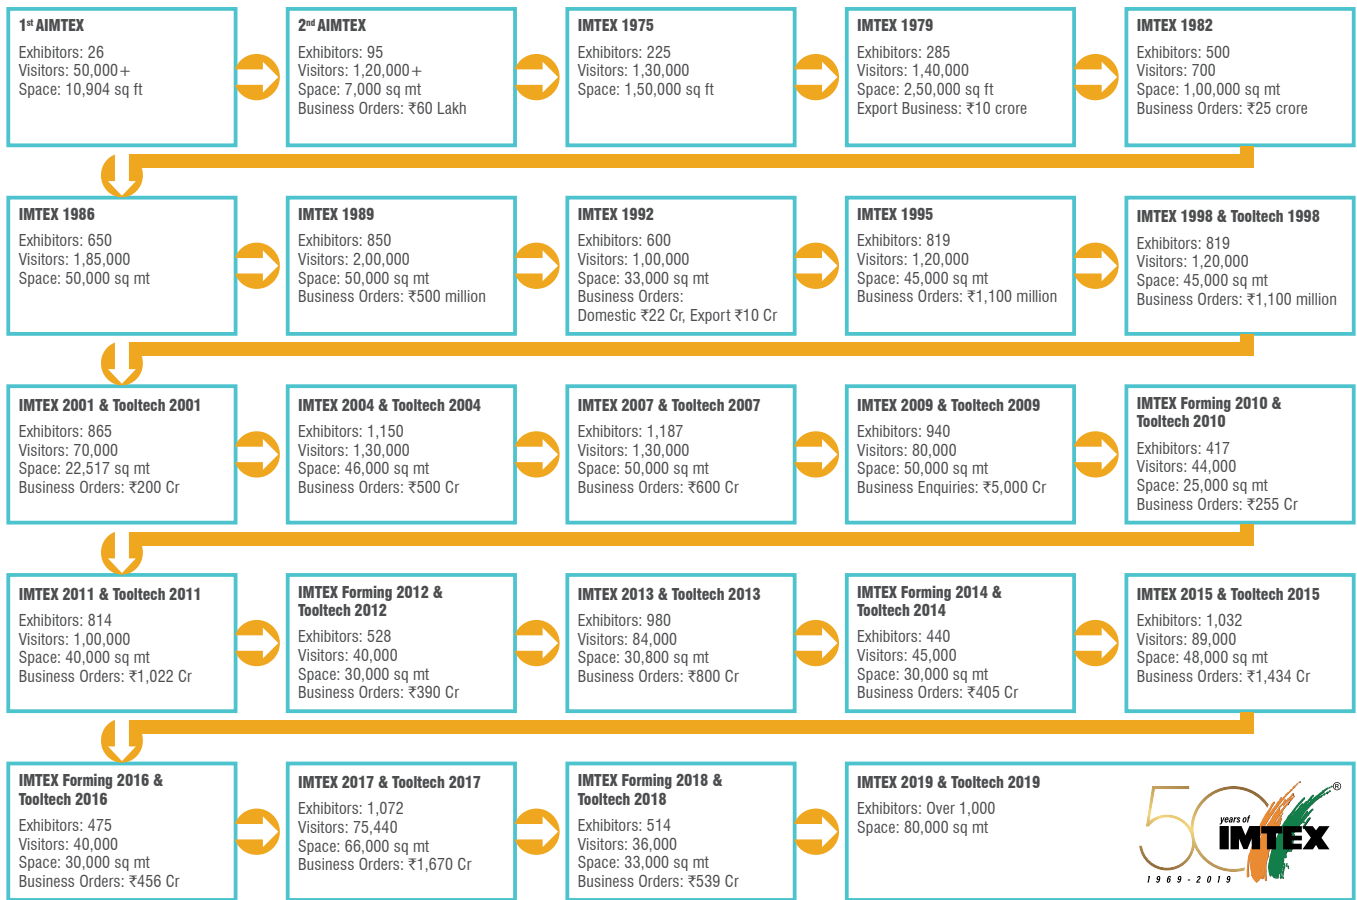 1st AIMTEX
Exhibitors: 26
Visitors: 50,000+
Space: 10,904 sq ft
2nd AIMTEX
Exhibitors: 95
Visitors: 1,20,000+
Space: 7,000 sq mt
Business Orders: ₹60 Lakh
IMTEX 1975
Exhibitors: 225
Visitors: 1,30,000
Space: 1,50,000 sq ft
IMTEX 1979
Exhibitors: 285
Visitors: 1,40,000
Space: 2,50,000 sq ft
Export Business: ₹10 crore
IMTEX 1982
Exhibitors: 500
Visitors: 700
Space: 1,00,000 sq mt
Business Orders: ₹25 crore
IMTEX 1986
Exhibitors: 650
Visitors: 1,85,000
Space: 50,000 sq mt
IMTEX 1989
Exhibitors: 850
Visitors: 2,00,000
Space: 50,000 sq mt
Business Orders: ₹500 million
IMTEX 1992
Exhibitors: 600
Visitors: 1,00,000
Space: 33,000 sq mt
Business Orders:
Domestic ₹22 Cr, Export ₹10 Cr
IMTEX 1995
Exhibitors: 819
Visitors: 1,20,000
Space: 45,000 sq mt
Business Orders: ₹1,100 million
IMTEX 1998 & Tooltech 1998
Exhibitors: 819
Visitors: 1,20,000
Space: 45,000 sq mt
Business Orders: ₹1,100 million
IMTEX 2001 & Tooltech 2001
Exhibitors: 865
Visitors: 70,000
Space: 22,517 sq mt
Business Orders: ₹200 Cr
IMTEX 2004 & Tooltech 2004
Exhibitors: 1,150
Visitors: 1,30,000
Space: 46,000 sq mt
Business Orders: ₹500 Cr
IMTEX 2007 & Tooltech 2007
Exhibitors: 1,187
Visitors: 1,30,000
Space: 50,000 sq mt
Business Orders: ₹600 Cr
IMTEX 2009 & Tooltech 2009
Exhibitors: 940
Visitors: 80,000
Space: 50,000 sq mt
Business Enquiries: ₹5,000 Cr
IMTEX Forming 2010 &
Tooltech 2010
Exhibitors: 417
Visitors: 44,000
Space: 25,000 sq mt
Business Orders: ₹255 Cr
IMTEX 2011 & Tooltech 2011
Exhibitors: 814
Visitors: 1,00,000
Space: 40,000 sq mt
Business Orders: ₹1,022 Cr
IMTEX Forming 2012 &
Tooltech 2012
Exhibitors: 528
Visitors: 40,000
Space: 30,000 sq mt
Business Orders: ₹390 Cr
IMTEX 2013 & Tooltech 2013
Exhibitors: 980
Visitors: 84,000
Space: 30,800 sq mt
Business Orders: ₹800 Cr
IMTEX Forming 2014 &
Tooltech 2014
Exhibitors: 440
Visitors: 45,000
Space: 30,000 sq mt
Business Orders: ₹405 Cr
IMTEX 2015 & Tooltech 2015
Exhibitors: 1,032
Visitors: 89,000
Space: 48,000 sq mt
Business Orders: ₹1,434 Cr
IMTEX Forming 2016 &
Tooltech 2016
Exhibitors: 475
Visitors: 40,000
Space: 30,000 sq mt
Business Orders: ₹456 Cr
IMTEX 2017 & Tooltech 2017
Exhibitors: 1,072
Visitors: 75,440
Space: 66,000 sq mt
Business Orders: ₹1,670 Cr
IMTEX Forming 2018 &
Tooltech 2018
Exhibitors: 514
Visitors: 36,000
Space: 33,000 sq mt
Business Orders: ₹539 Cr
IMTEX 2019 & Tooltech 2019
Exhibitors: Over 1,000
Space: 80,000 sq mt
50
years of
IMTEX
®
1969-2019